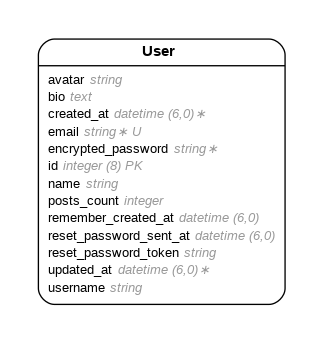 User
avatar string
bio text
created_at datetime (6,0)∗
email string∗ U
encrypted_password string∗
id integer (8) PK
name string
posts_count integer
remember_created_at datetime (6,0)
reset_password_sent_at datetime (6,0)
reset_password_token string
updated_at datetime (6,0)∗
username string